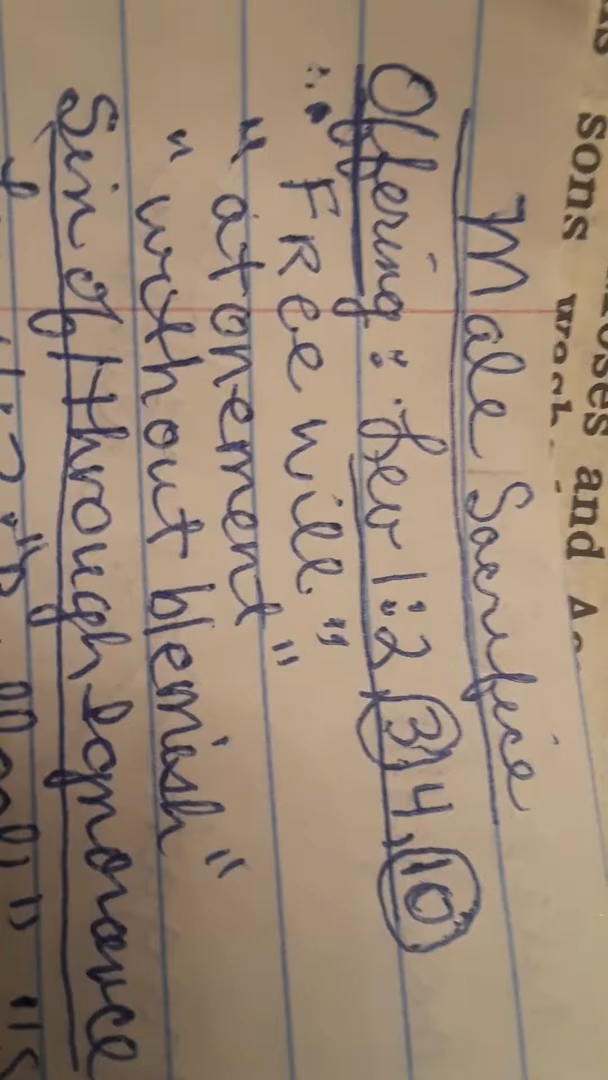 sons
and
Male Sacrifice
Offering: Lev 1:2, 3, 4, 10
∴ "Free will."
"atonement"
"without blemish"
Sin of/through Ignorance